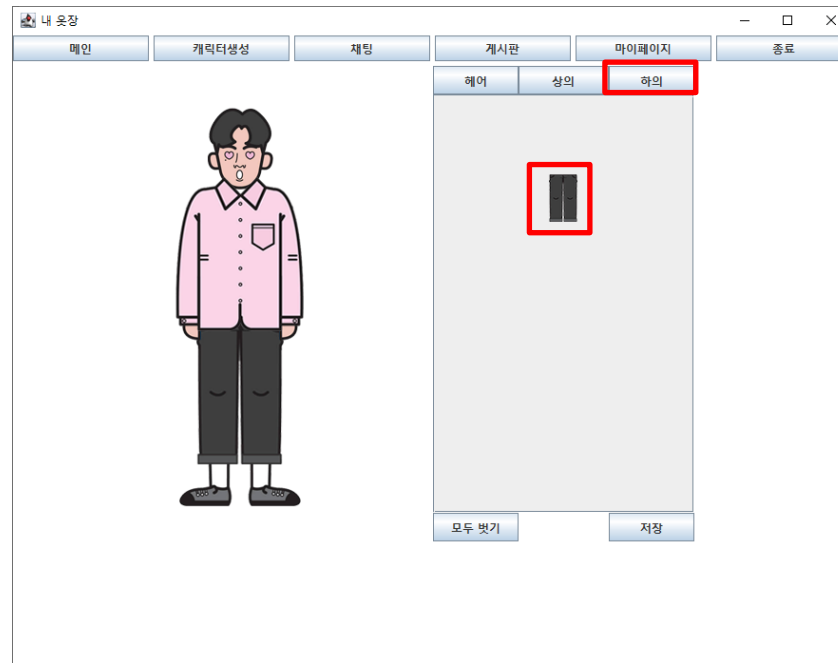 내 옷장
메인 캐릭터생성 채팅 게시판 마이페이지 종료
헤어 상의 하의
모두 벗기 저장